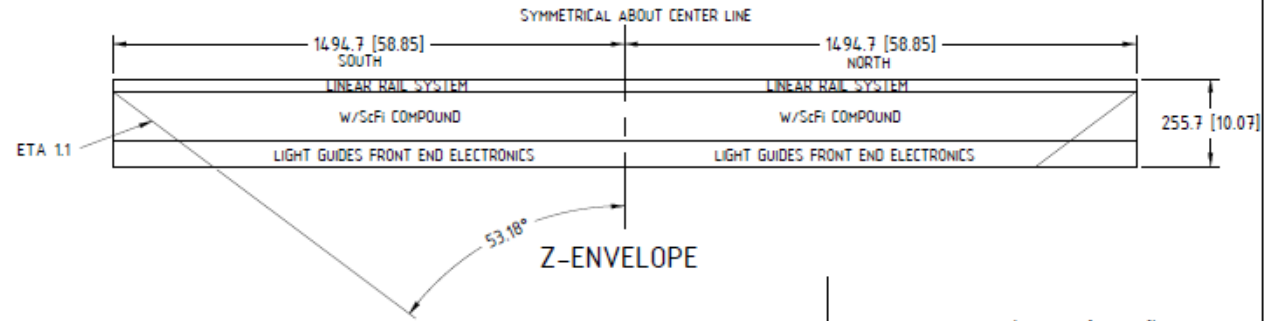 SYMMETRICAL ABOUT CENTER LINE
1494.7 [58.85] 1494.7 [58.85]
SOUTH NORTH
LINEAR RAIL SYSTEM LINEAR RAIL SYSTEM
W/ScFi COMPOUND W/ScFi COMPOUND
255.7 [10.07]
ETA 1.1
LIGHT GUIDES FRONT END ELECTRONICS LIGHT GUIDES FRONT END ELECTRONICS
53.18°
Z-ENVELOPE